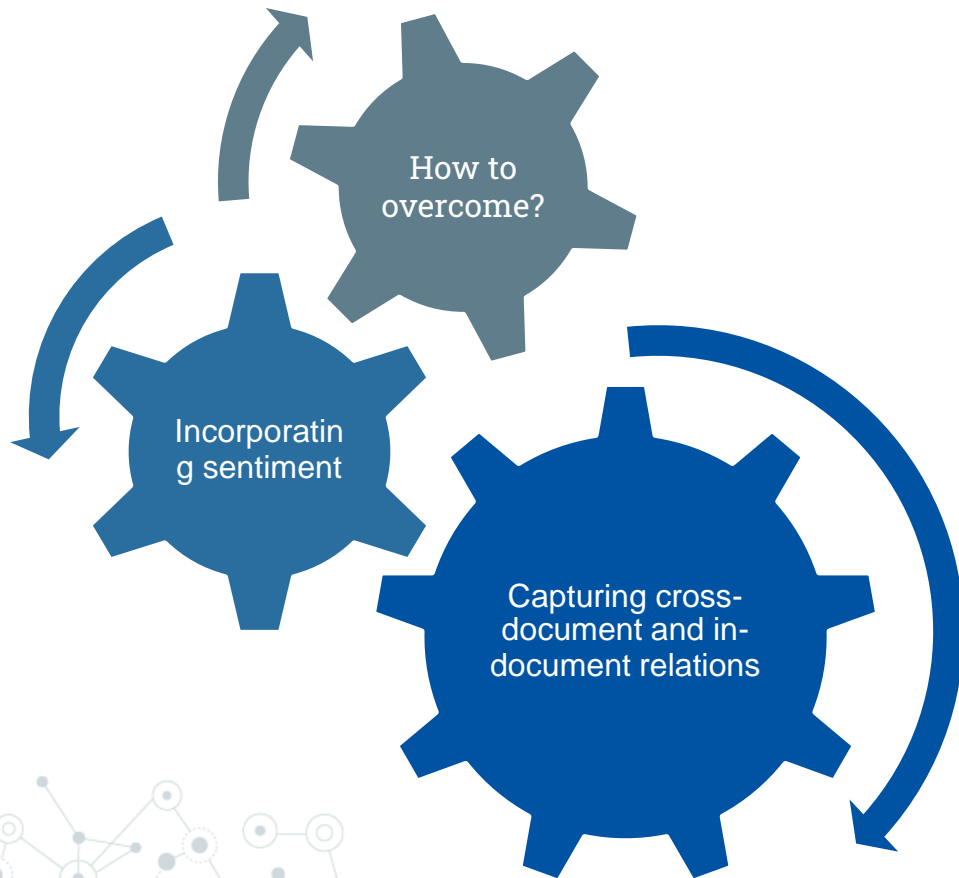 How to
overcome?
Incorporatin
g sentiment
Capturing cross-
document and in-
document relations